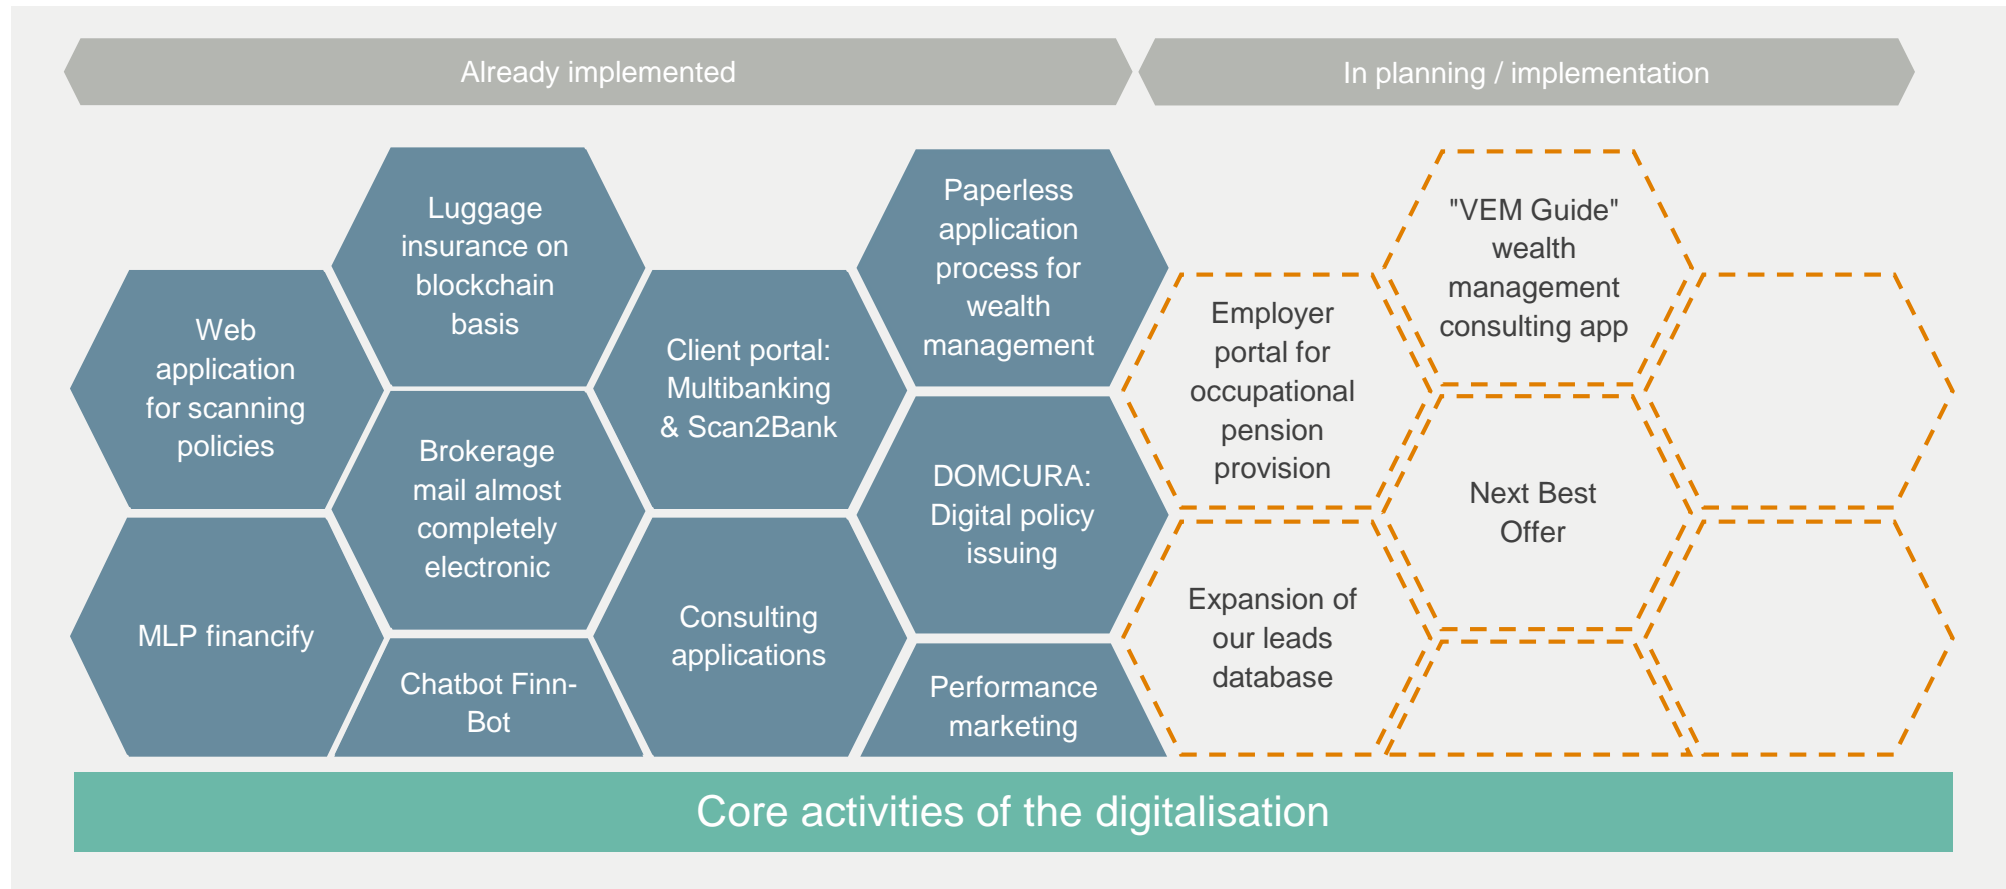 Already implemented
In planning / implementation
Web
application
for scanning
policies
MLP financify
Luggage
insurance on
blockchain
basis
Brokerage
mail almost
completely
electronic
Chatbot Finn-
Bot
Client portal:
Multibanking
& Scan2Bank
Consulting
applications
Paperless
application
process for
wealth
management
DOMCURA:
Digital policy
issuing
Performance
marketing
Employer
portal for
occupational
pension
provision
Expansion of
our leads
database
"VEM Guide"
wealth
management
consulting app
Next Best
Offer
Core activities of the digitalisation